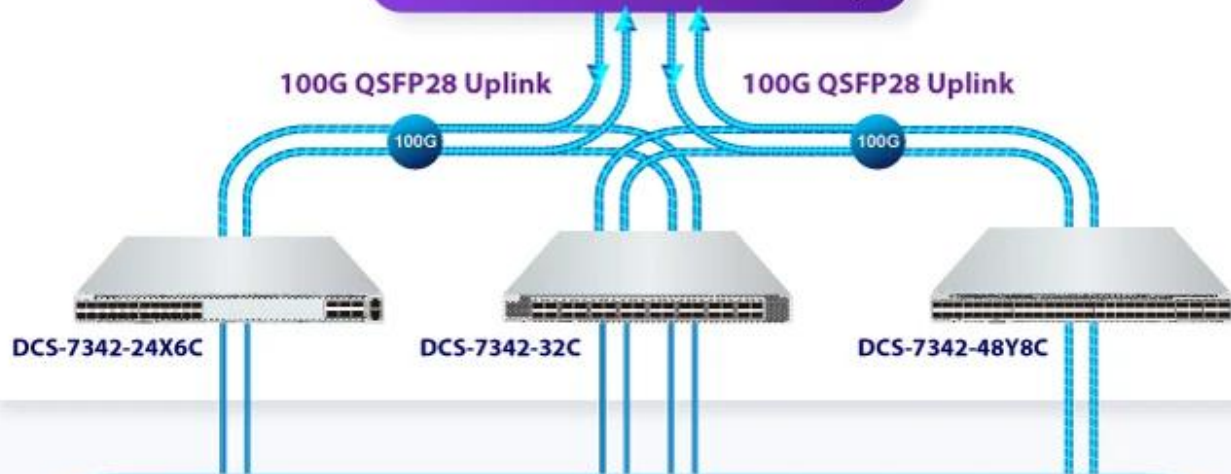 100G QSFP28 Uplink
100G QSFP28 Uplink
100G
100G
DCS-7342-24X6C
DCS-7342-32C
DCS-7342-48Y8C